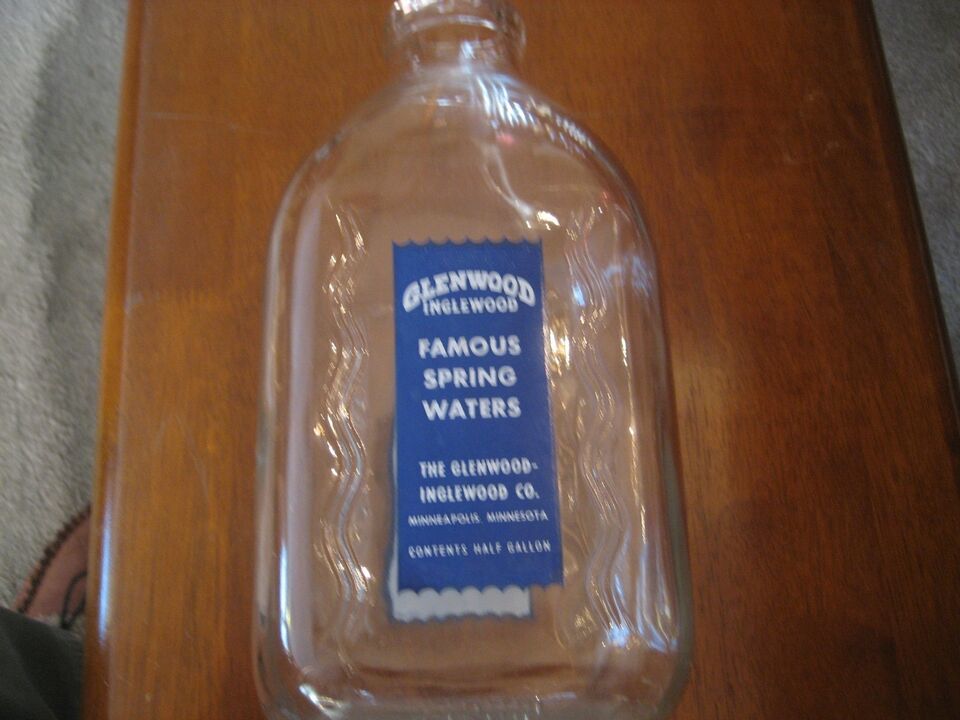 GLENWOOD
INGLEWOOD
FAMOUS
SPRING
WATERS
THE GLENWOOD-
INGLEWOOD CO.
MINNEAPOLIS, MINNESOTA
CONTENTS HALF GALLON